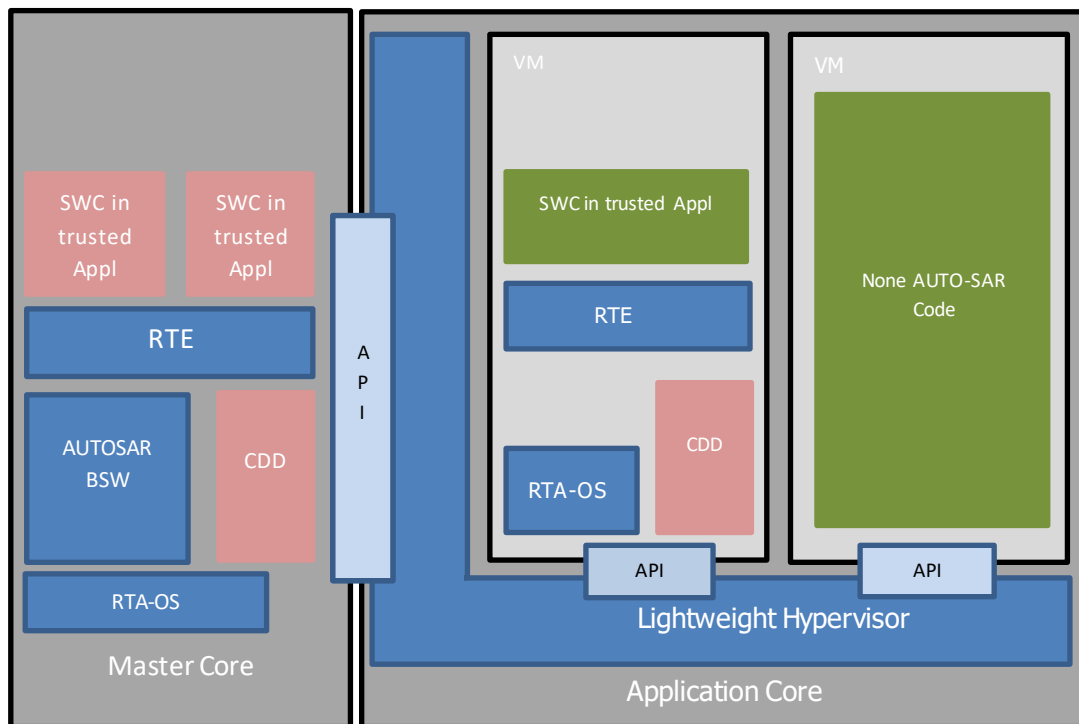 SWC in
trusted
Appl
SWC in
trusted
Appl
RTE
AUTOSAR
BSW
CDD
RTA-OS
Master Core
A
P
I
VM
SWC in trusted Appl
RTE
RTA-OS
CDD
API
VM
None AUTO-SAR
Code
API
Lightweight Hypervisor
Application Core